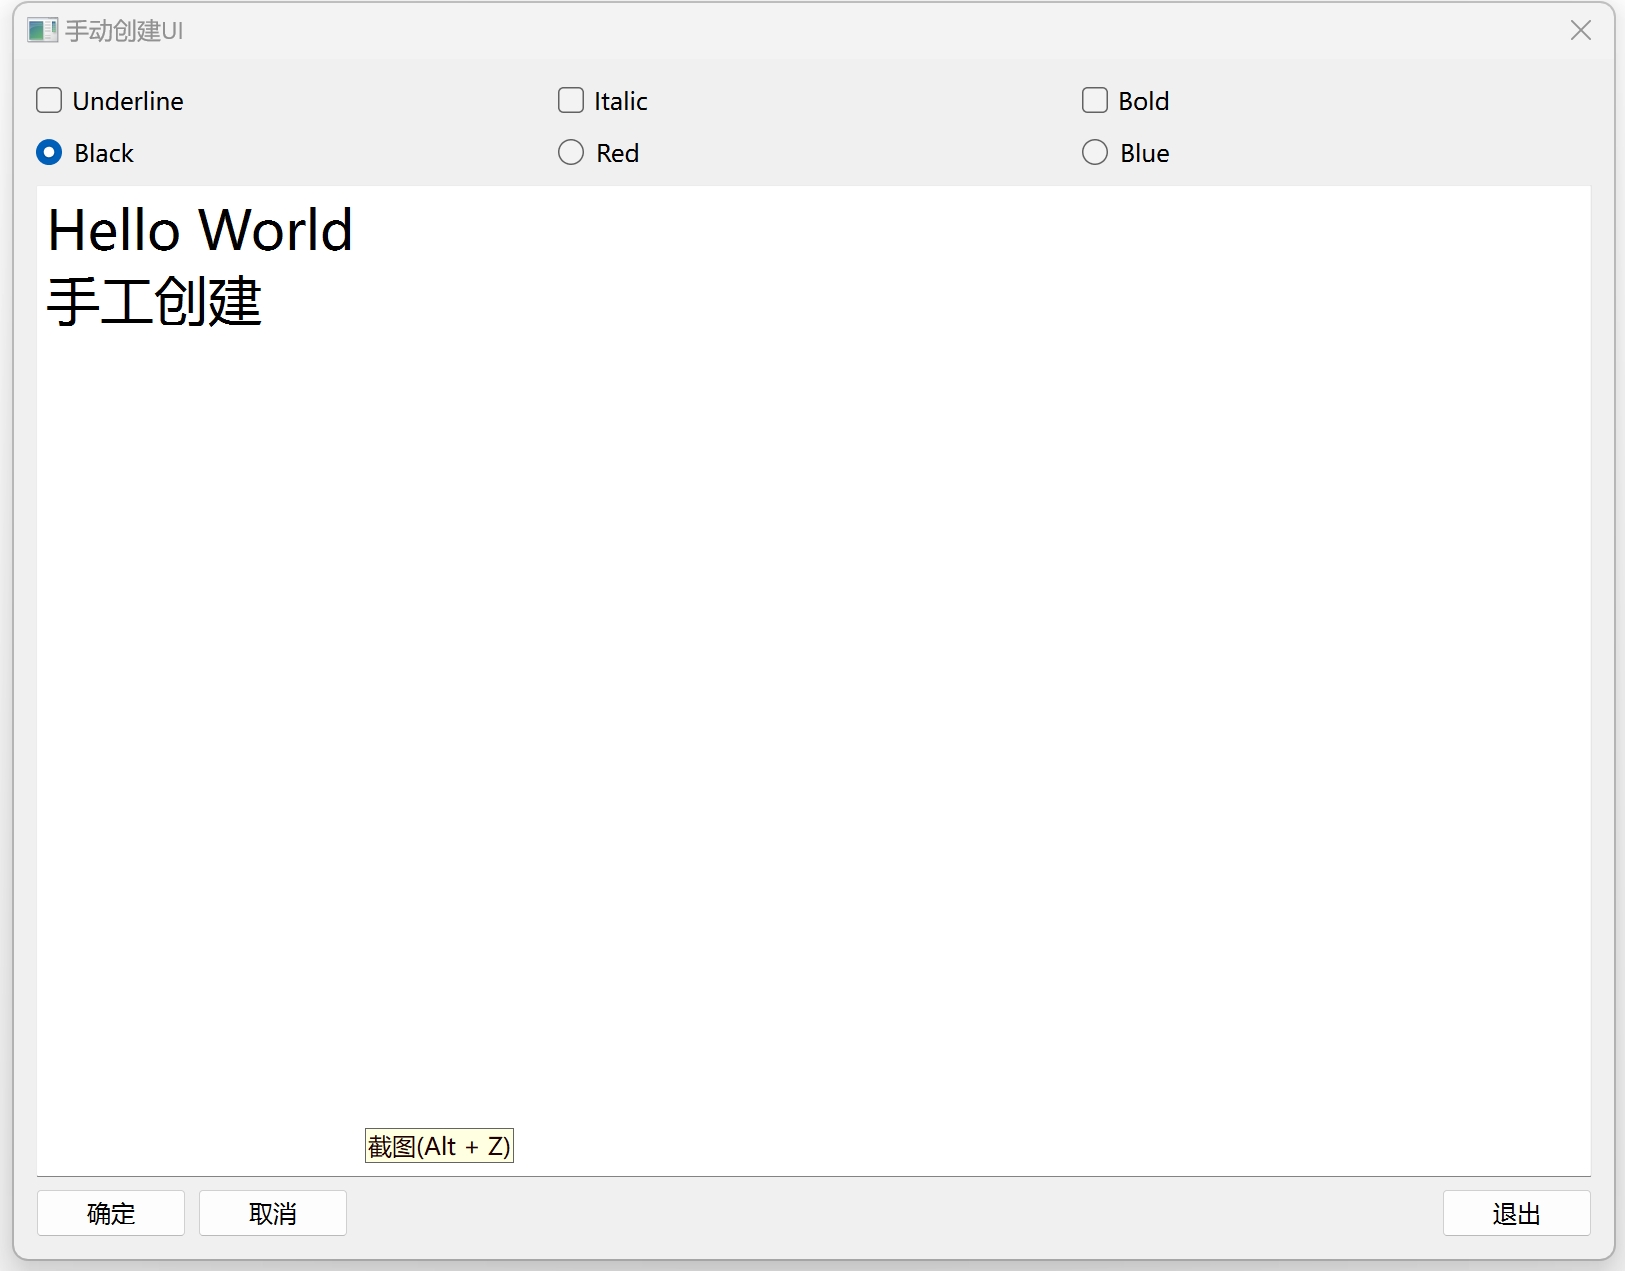 手动创建UI
Underline Italic Bold
Black Red Blue
Hello World
手工创建
截图(Alt + Z)
确定 取消 退出